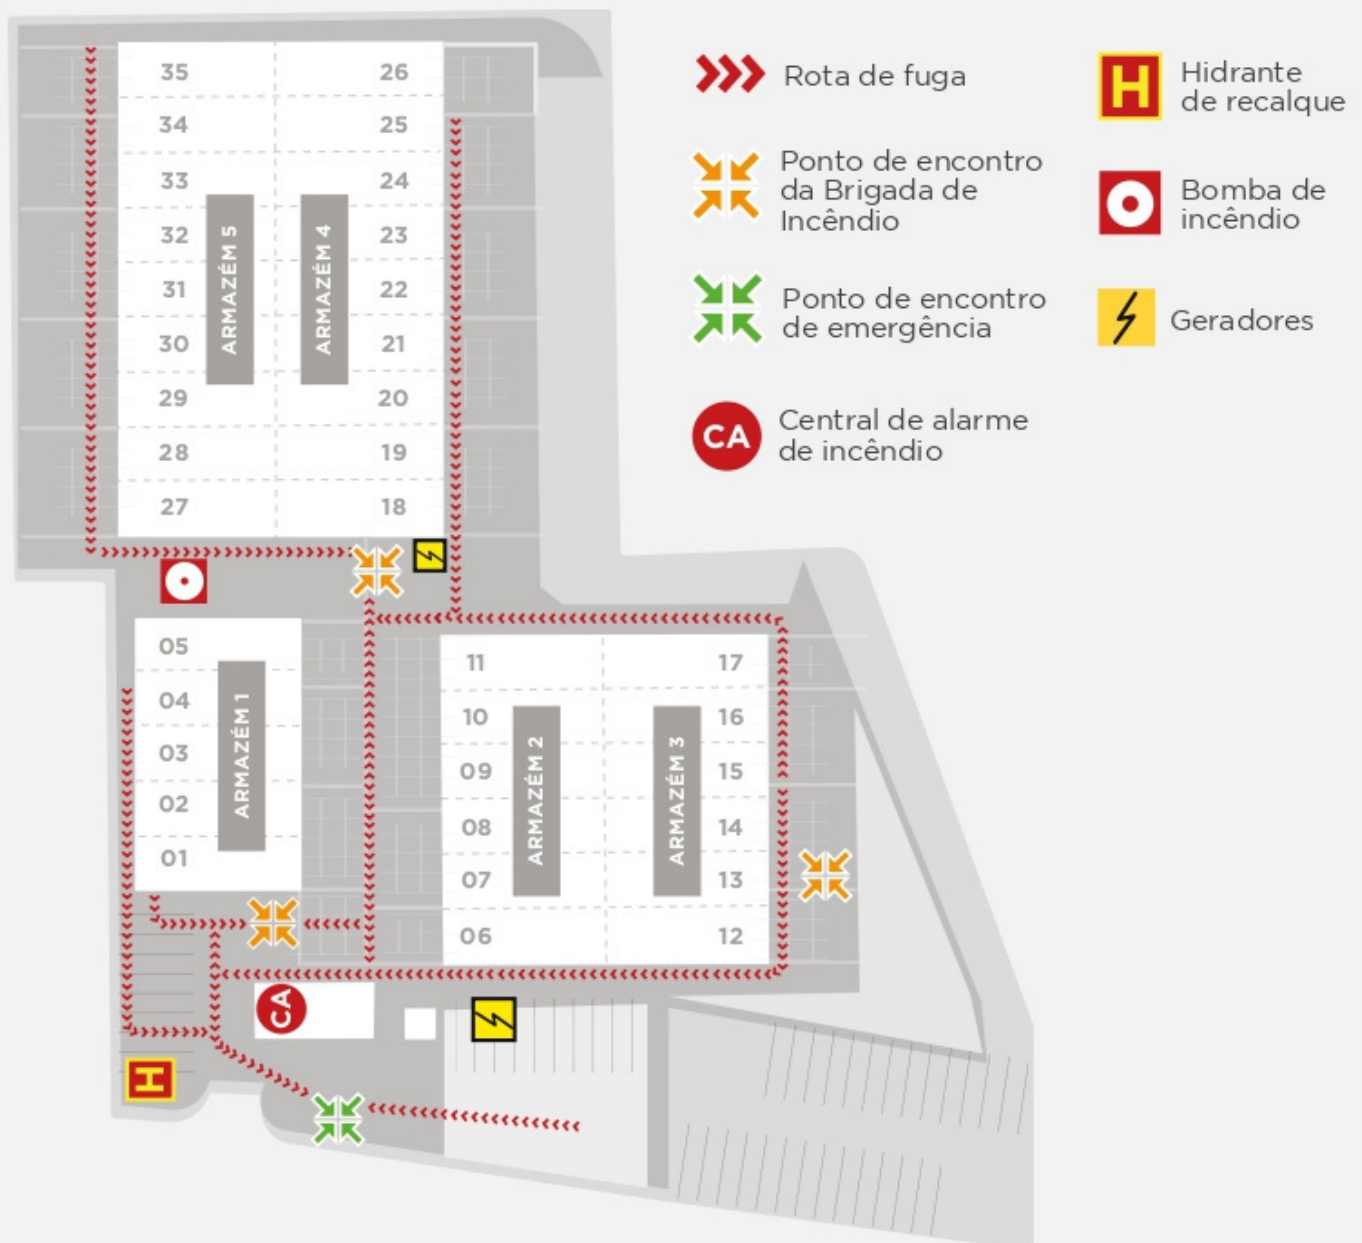 Rota de fuga
Ponto de encontro
da Brigada de
Incêndio
Ponto de encontro
de emergência
CA
Central de alarme
de incêndio
H
Hidrante
de recalque
Bomba de
incêndio
Geradores
35
26
34
25
33
24
32
23
31
22
30
21
29
20
28
19
27
18
ARMAZÉM 5
ARMAZÉM 4
05
04
03
02
01
ARMAZÉM 1
11
17
10
16
09
15
08
14
07
13
06
12
ARMAZÉM 2
ARMAZÉM 3
CA
H